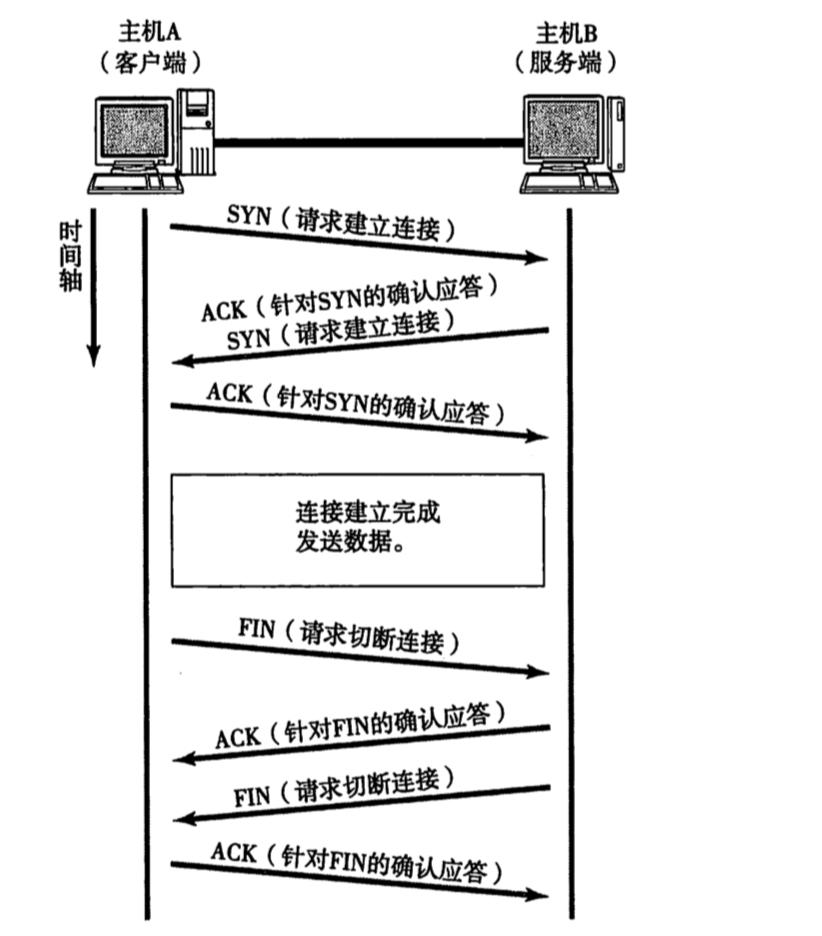 主机A
（客户端）
主机B
（服务端）
时间轴
SYN（请求建立连接）
ACK（针对SYN的确认应答）
SYN（请求建立连接）
ACK（针对SYN的确认应答）
连接建立完成
发送数据。
FIN（请求切断连接）
ACK（针对FIN的确认应答）
FIN（请求切断连接）
ACK（针对FIN的确认应答）